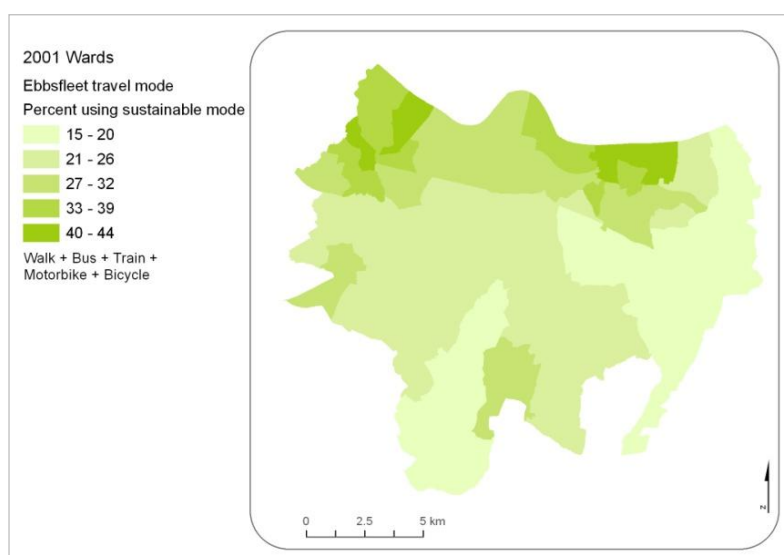 2001 Wards
Ebbsfleet travel mode
Percent using sustainable mode
15 - 20
21 - 26
27 - 32
33 - 39
40 - 44
Walk + Bus + Train +
Motorbike + Bicycle
0 2.5 5 km
N